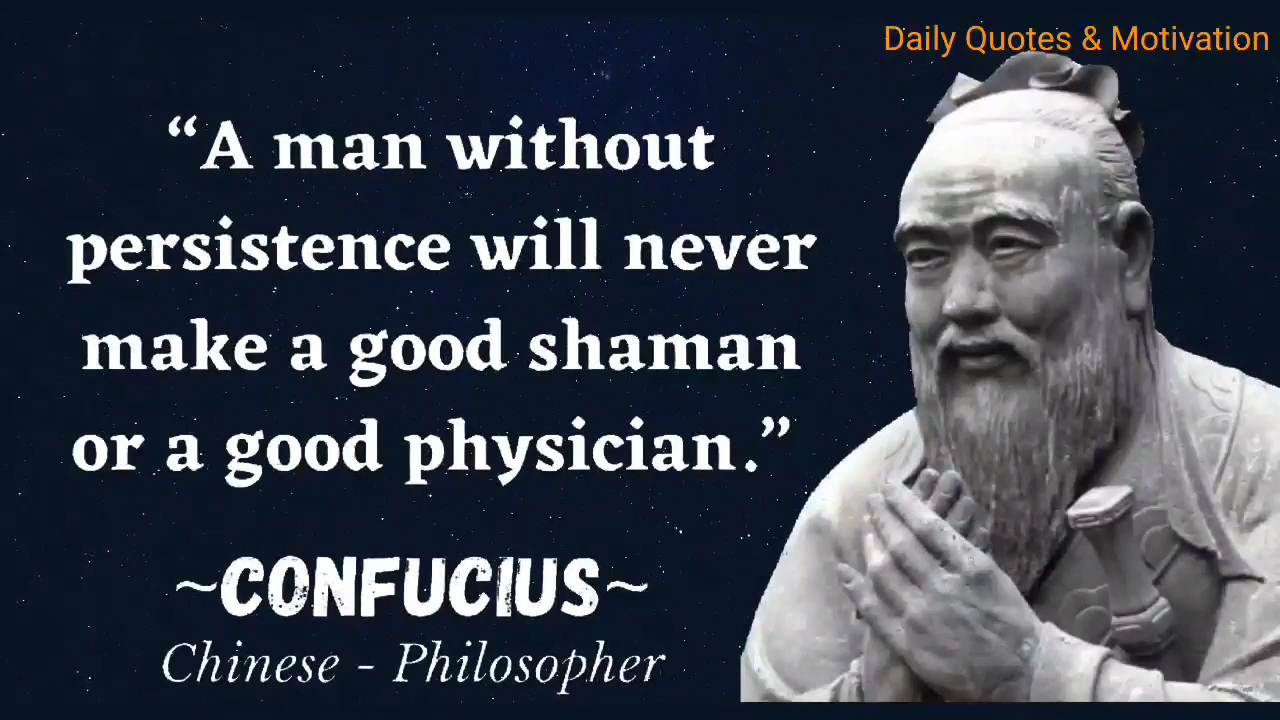 Daily Quotes & Motivation
“A man without
persistence will never
make a good shaman
or a good physician.”
~CONFUCIUS~
Chinese - Philosopher